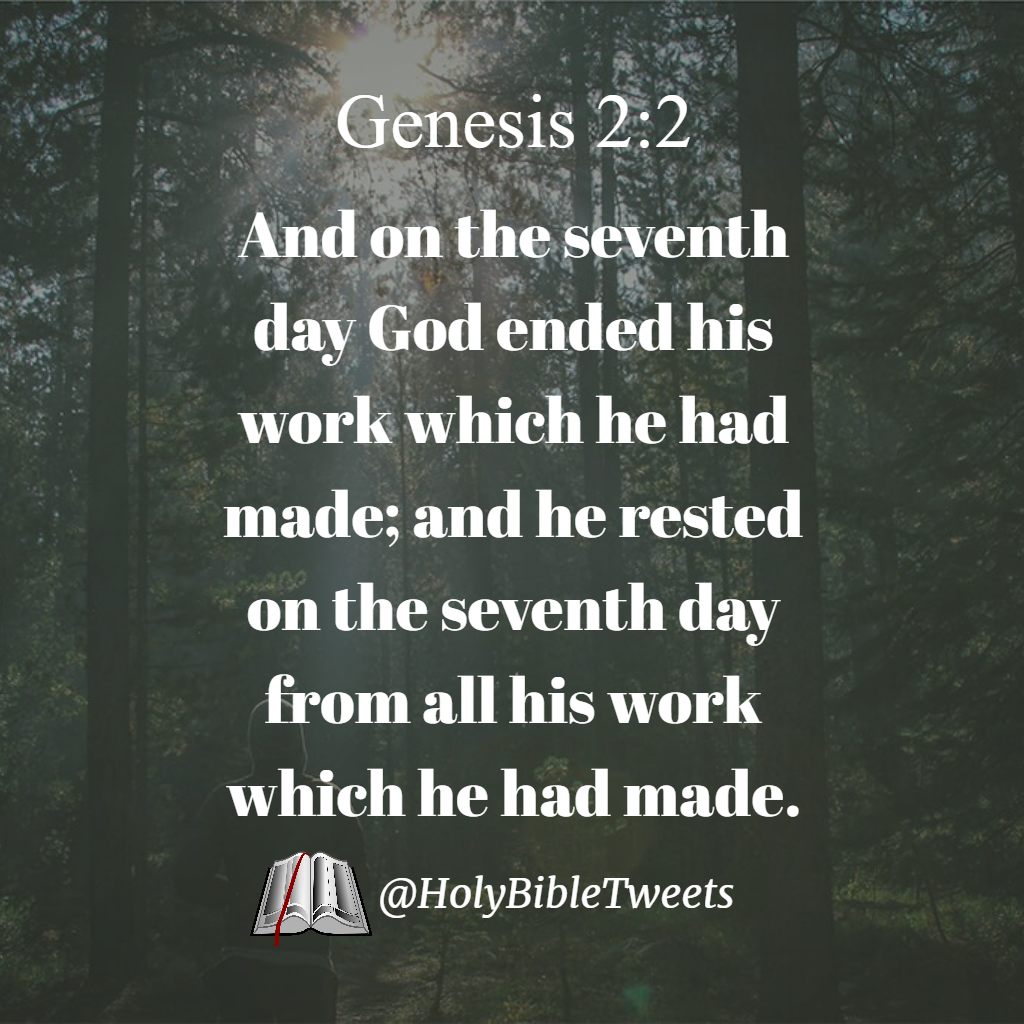 Genesis 2:2
And on the seventh
day God ended his
work which he had
made; and he rested
on the seventh day
from all his work
which he had made.
@HolyBibleTweets